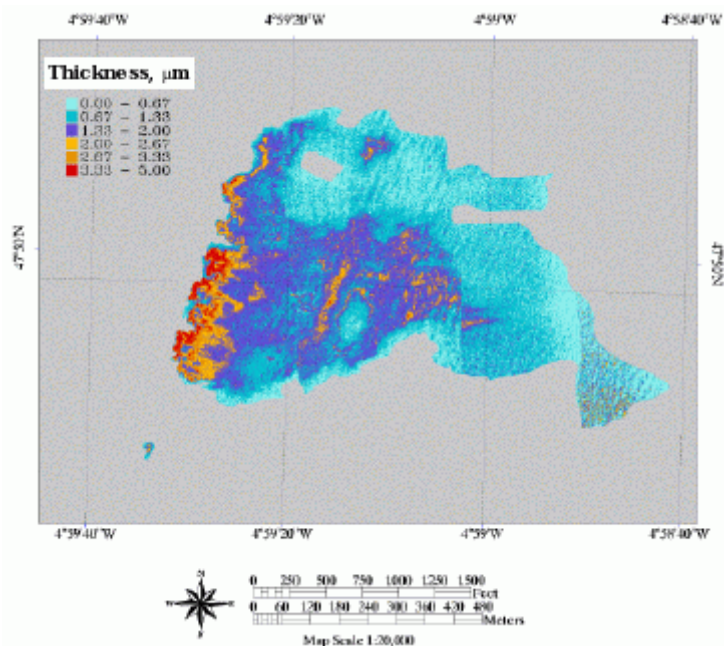 4°59'40"W 4°59'20"W 4°59'W 4°58'40"W
Thickness, µm
0.00 – 0.67
0.67 – 1.33
1.33 – 2.00
2.00 – 2.67
2.67 – 3.33
3.33 – 5.00
47°50'N 47°50'N
4°59'40"W 4°59'20"W 4°59'W 4°58'40"W
N
W E
S
0 250 500 750 1000 1250 1500
Feet
0 60 120 180 240 300 360 420 480
Meters
Map Scale 1:20,000